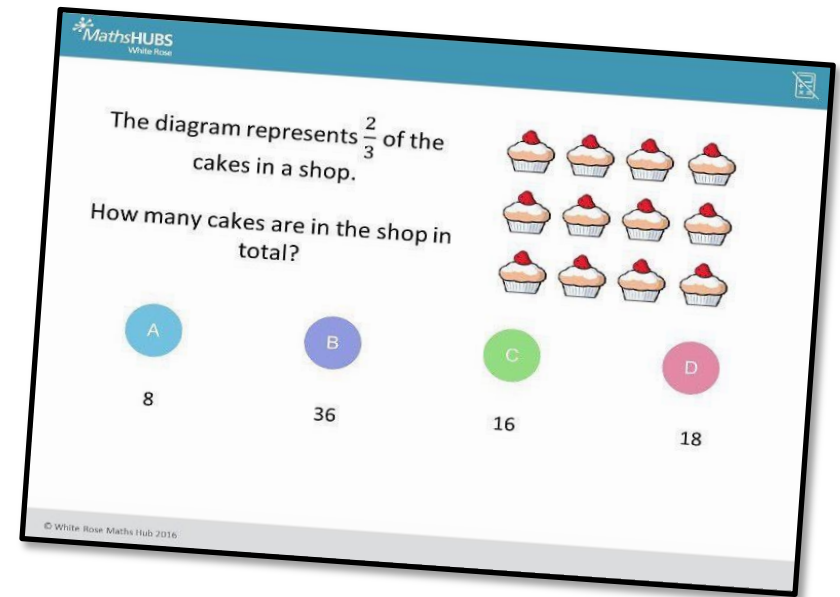 MathsHUBS
White Rose
The diagram represents 2/3 of the
cakes in a shop.
How many cakes are in the shop in
total?
A
B
C
D
8
36
16
18
© White Rose Maths Hub 2016